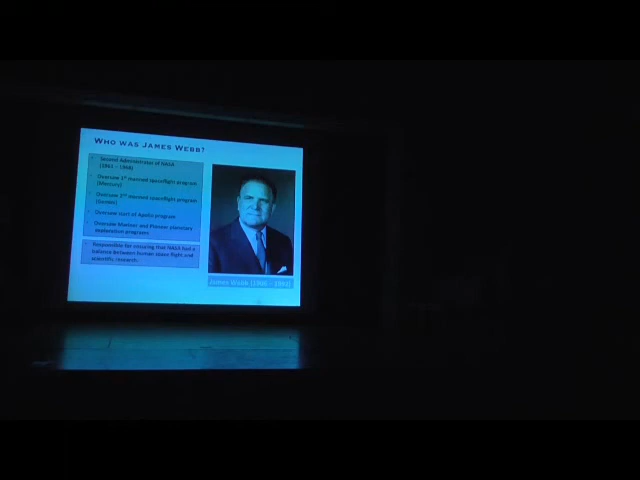 WHO WAS JAMES WEBB?
Second Administrator of NASA
(1961 – 1968)
Oversaw 1st manned spaceflight program
(Mercury)
Oversaw 2nd manned spaceflight program
(Gemini)
Oversaw start of Apollo program
Oversaw Mariner and Pioneer planetary
exploration programs
Responsible for ensuring that NASA had a
balance between human space flight and
scientific research.
James Webb (1906 – 1992)